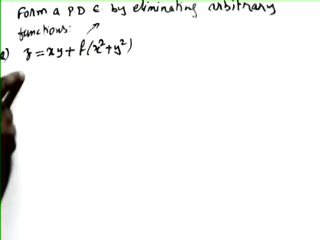 Form a PDE by eliminating arbitrary
functions:
a) z = xy + f(x²+y²)